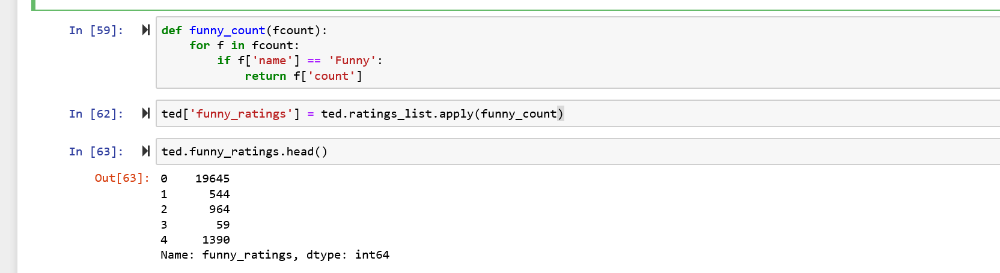 In [59]: def funny_count(fcount):
    for f in fcount:
        if f['name'] == 'Funny':
            return f['count']
In [62]: ted['funny_ratings'] = ted.ratings_list.apply(funny_count)
In [63]: ted.funny_ratings.head()
Out[63]: 0    19645
1      544
2      964
3       59
4     1390
Name: funny_ratings, dtype: int64